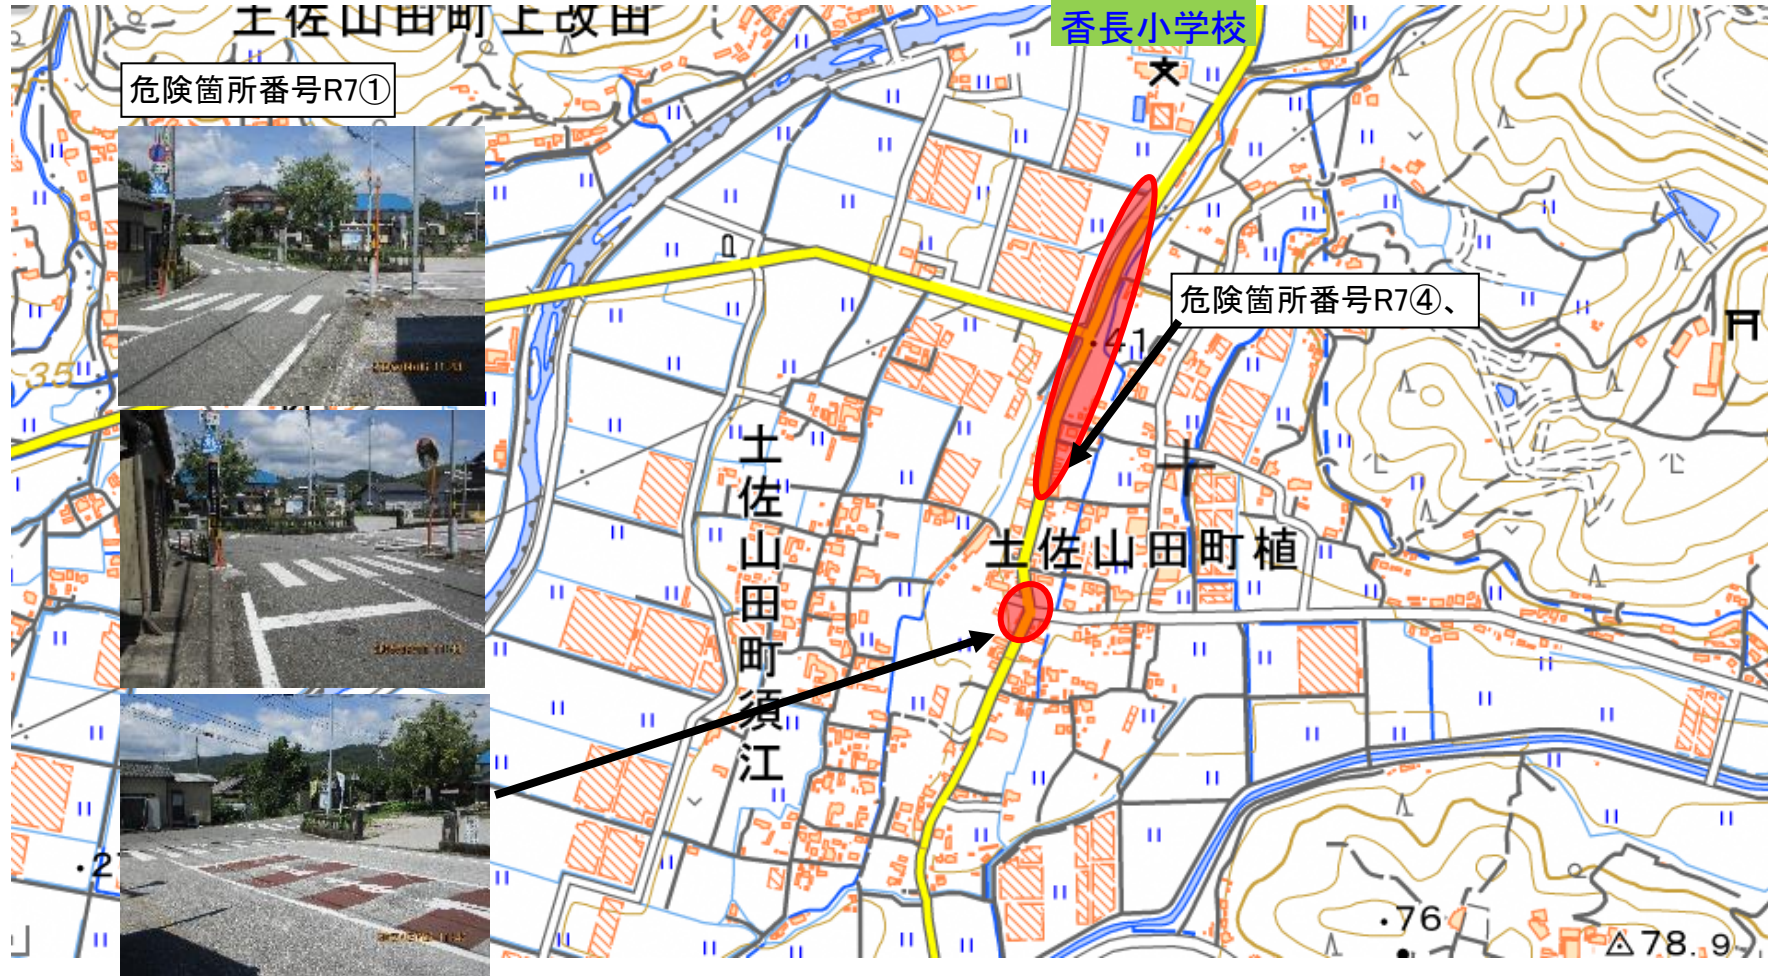 土佐山田町上改田
香長小学校
危険箇所番号R7①
危険箇所番号R7④、
41
35
土佐山田町須江
土佐山田町植
76
78.9